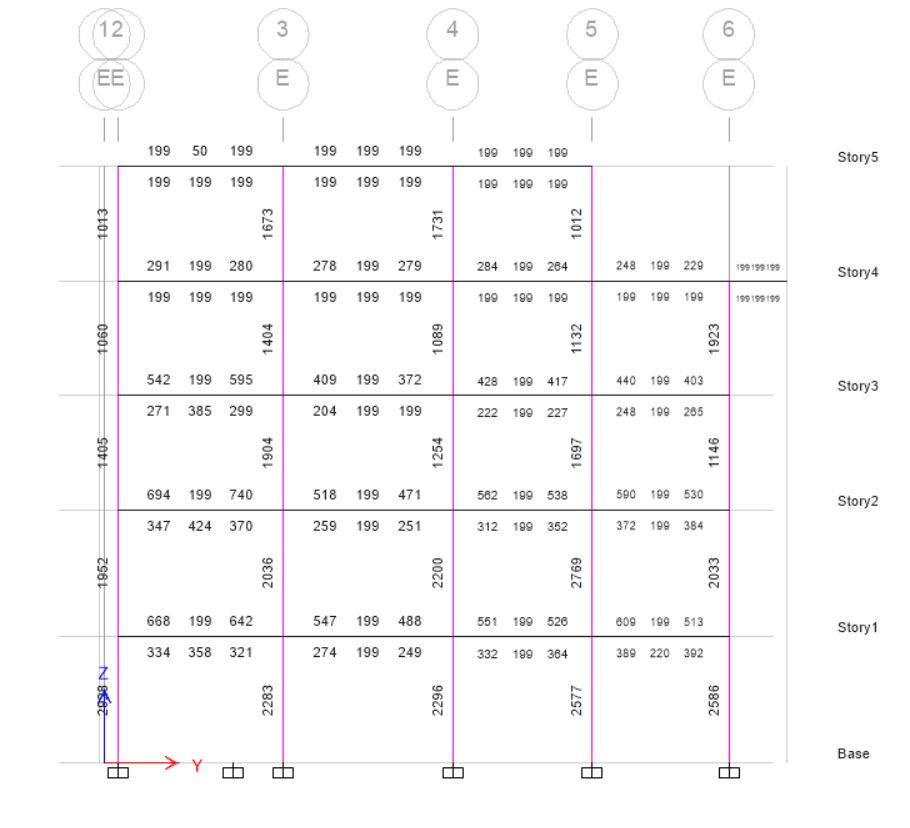 12 3 4 5 6
EE E E E E
199 50 199 199 199 199 199 199 199 Story5
199 199 199 199 199 199 199 199 199
1013 1673 1731 1012
291 199 280 278 199 279 284 199 264 248 199 229 199199199 Story4
199 199 199 199 199 199 199 199 199 199 199 199 199199199
1060 1404 1089 1132 1923
542 199 595 409 199 372 428 199 417 440 199 403 Story3
271 385 299 204 199 199 222 199 227 248 199 265
1405 1904 1254 1697 1146
694 199 740 518 199 471 562 199 538 590 199 530 Story2
347 424 370 259 199 251 312 199 352 372 199 384
1952 2036 2200 2769 2033
668 199 642 547 199 488 551 199 526 609 199 513 Story1
334 358 321 274 199 249 332 199 364 389 220 392
Z
2283 2296 2577 2586
Y Base